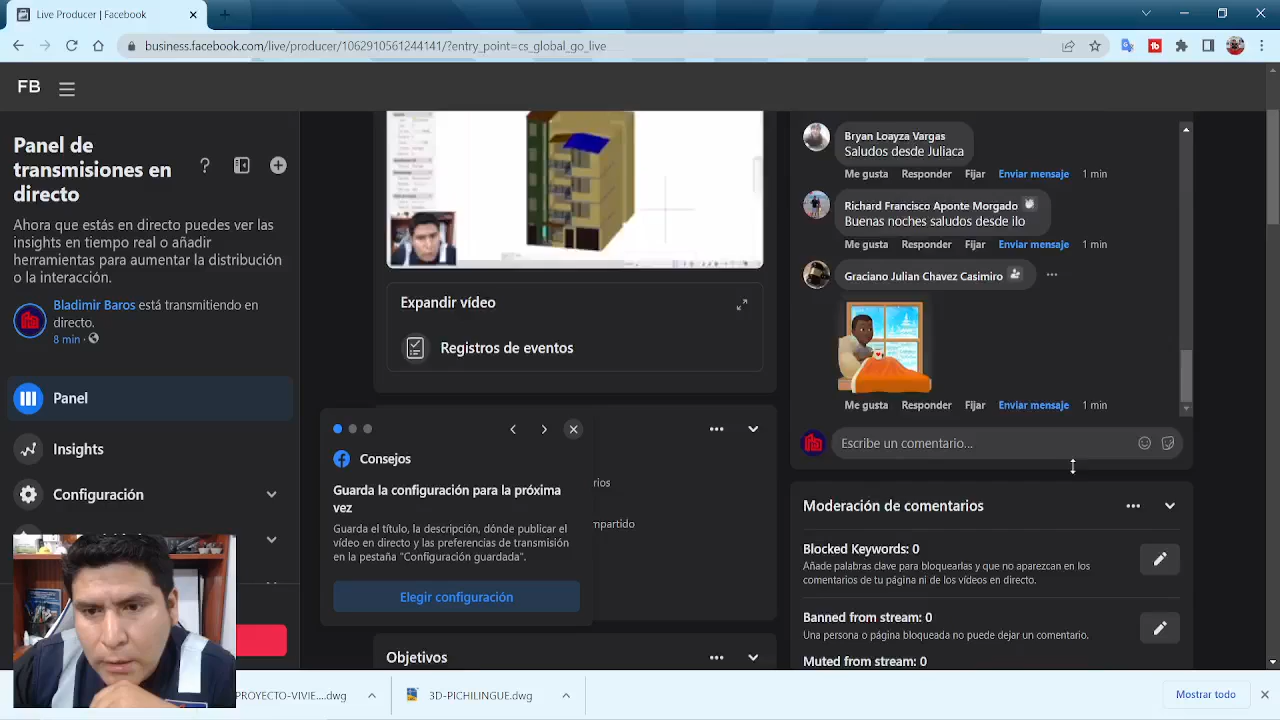 Live Producer | Facebook
business.facebook.com/live/producer/1062910561244141/?entry_point=cs_global_go_live
FB
Panel de
transmisiones en
directo
Ahora que estás en directo puedes ver las
insights en tiempo real o añadir
herramientas para aumentar la distribución
o la interacción.
Bladimir Baros está transmitiendo en
directo.
8 min ·
Panel
Insights
Configuración
Expandir vídeo
Registros de eventos
rios
mpartido
Consejos
Guarda la configuración para la próxima
vez
Guarda el título, la descripción, dónde publicar el
vídeo en directo y las preferencias de transmisión
en la pestaña "Configuración guardada".
Elegir configuración
Objetivos
Loayza Vargas
saludos desde Juliaca
Me gusta Responder Fijar Enviar mensaje 1 min
Ricard Francisco Puente Morgado
Buenas noches saludos desde ilo
Me gusta Responder Fijar Enviar mensaje 1 min
Graciano Julian Chavez Casimiro
Me gusta Responder Fijar Enviar mensaje 1 min
Escribe un comentario...
Moderación de comentarios
Blocked Keywords: 0
Añade palabras clave para bloquearlas y que no aparezcan en los
comentarios de tu página ni de los vídeos en directo.
Banned from stream: 0
Una persona o página bloqueada no puede dejar un comentario.
Muted from stream: 0
PROYECTO-VIVIE....dwg
3D-PICHILINGUE.dwg
Mostrar todo